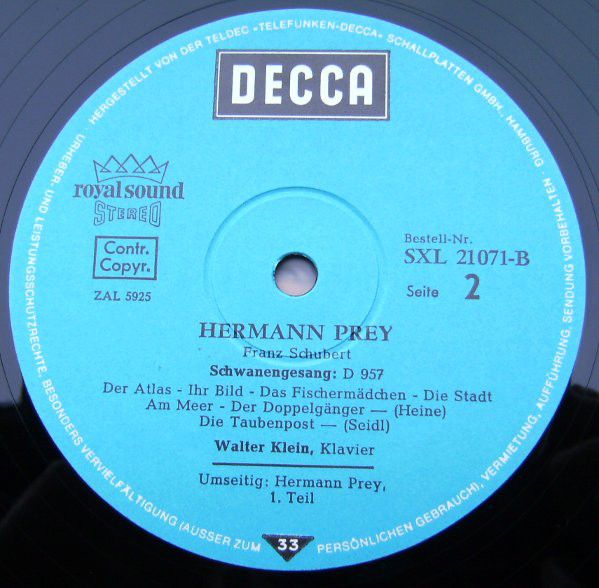 URHEBER- UND LEISTUNGSSCHUTZRECHTE, BESONDERS VERVIELFÄLTIGUNG (AUSSER ZUM PERSÖNLICHEN GEBRAUCH), VERMIETUNG, AUFFÜHRUNG, SENDUNG VORBEHALTEN
HERGESTELLT VON DER TELDEC »TELEFUNKEN-DECCA« SCHALLPLATTEN GMBH, HAMBURG
DECCA
royal sound
STEREO
Contr.
Copyr.
ZAL 5925
Bestell-Nr.
SXL 21071-B
Seite 2
HERMANN PREY
Franz Schubert
Schwanengesang: D 957
Der Atlas - Ihr Bild - Das Fischermädchen - Die Stadt
Am Meer - Der Doppelgänger — (Heine)
Die Taubenpost — (Seidl)
Walter Klein, Klavier
Umseitig: Hermann Prey,
1. Teil
33